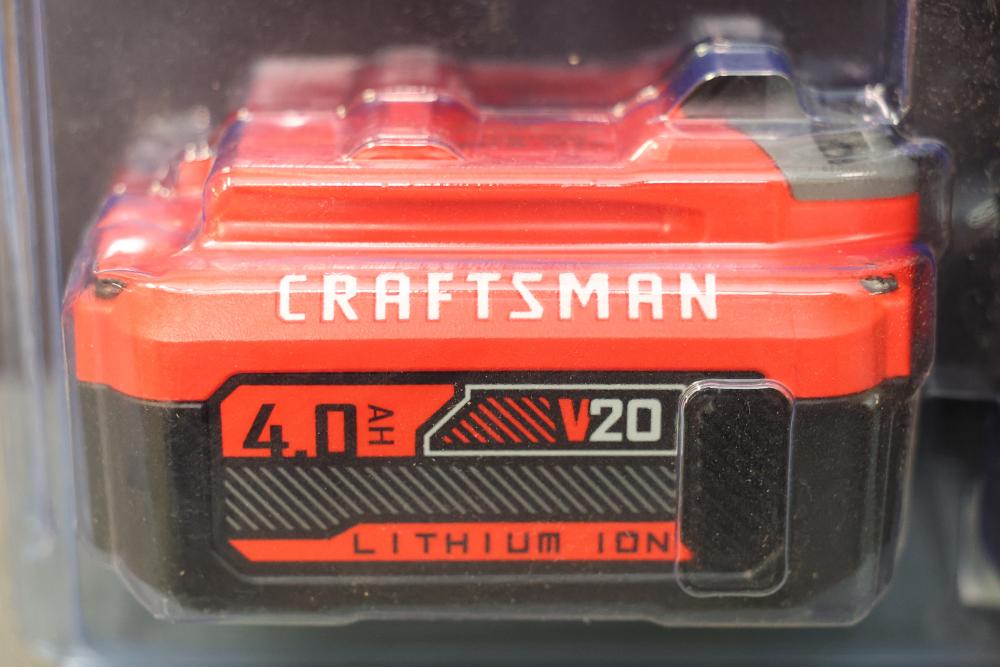 CRAFTSMAN
4.0 AH
V20
LITHIUM ION